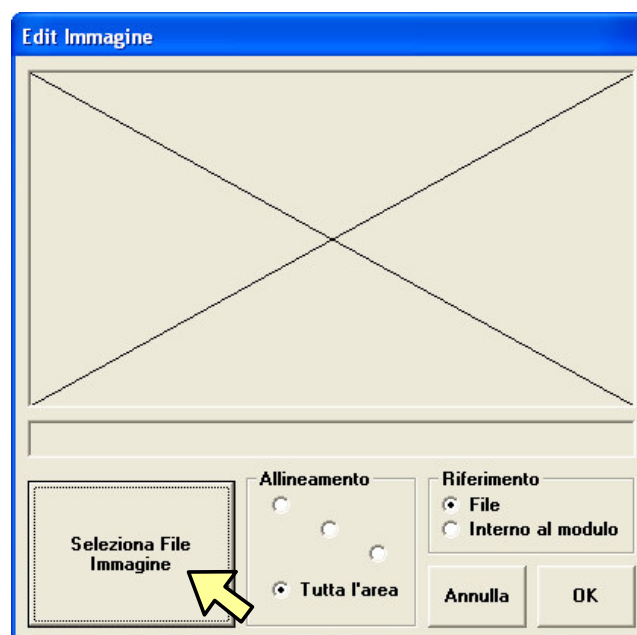 Edit Immagine
Allineamento
Riferimento
File
Interno al modulo
Seleziona File
Immagine
Tutta l'area
Annulla
OK